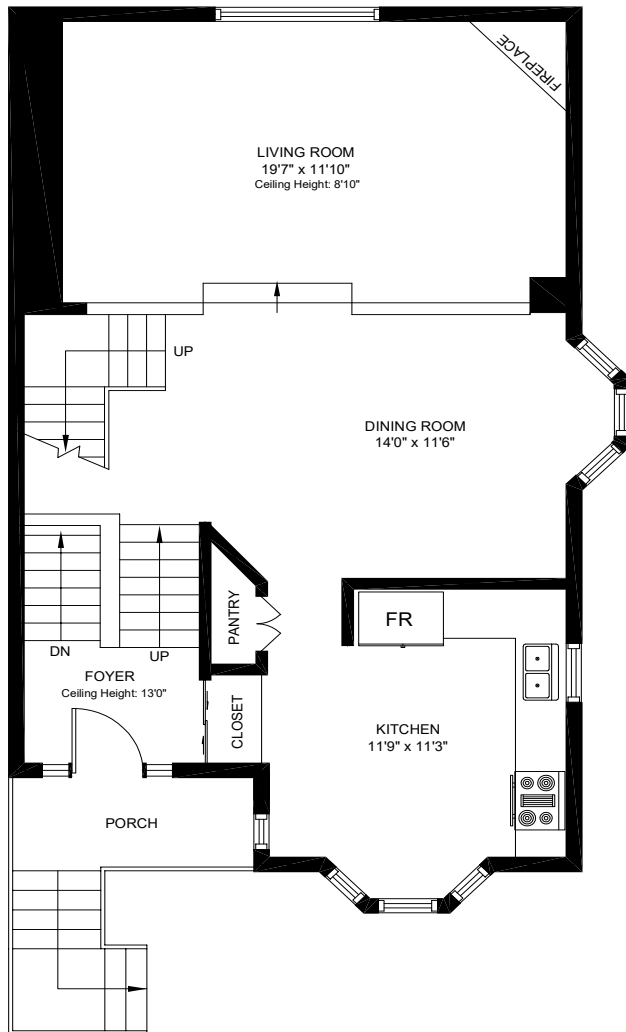 FIREPLACE
LIVING ROOM
19'7" x 11'10"
Ceiling Height: 8'10"
UP
DINING ROOM
14'0" x 11'6"
PANTRY
FR
DN
UP
FOYER
Ceiling Height: 13'0"
CLOSET
KITCHEN
11'9" x 11'3"
PORCH